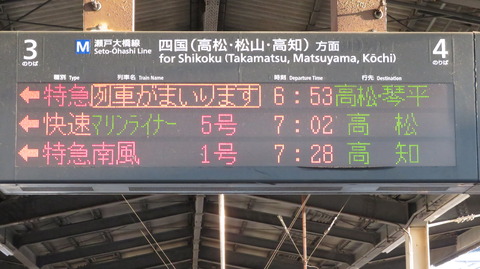 3 のりば
M 瀬戸大橋線 Seto-Ohashi Line
四国(高松・松山・高知)方面
for Shikoku (Takamatsu, Matsuyama, Kōchi)
4 のりば
種別 Type 列車名 Train Name 時刻 Departure Time 行先 Destination
←特急 列車がまいります 6:53 高松・琴平
←快速 マリンライナー 5号 7:02 高松
←特急 南風 1号 7:28 高知